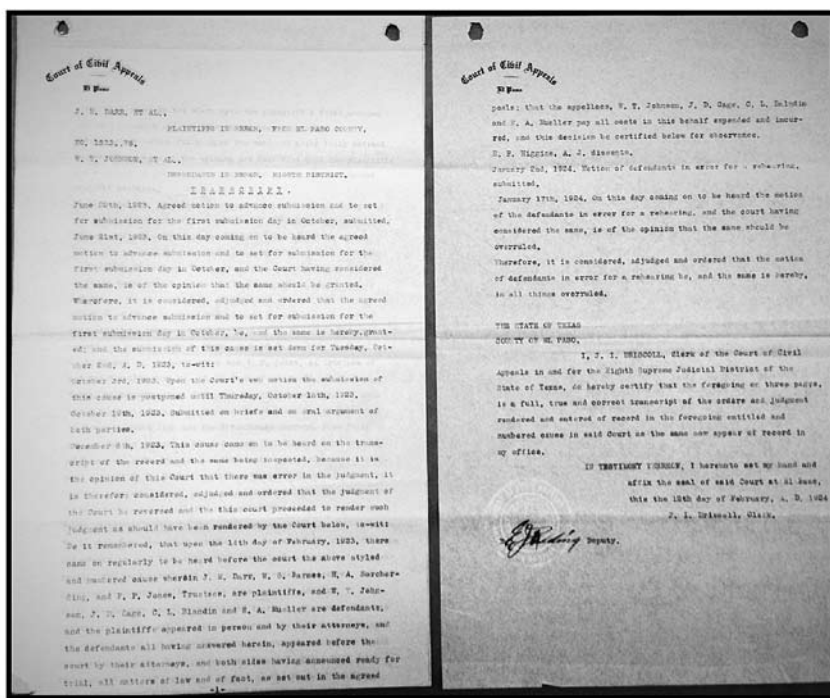 Court of Civil Appeals
El Paso
J. M. DARR, ET AL.,
PLAINTIFFS IN ERROR, FROM EL PASO COUNTY,
W. T. JOHNSON, ET AL.,
DEFENDANTS IN ERROR, EIGHTH DISTRICT.
TRANSCRIPT.
June 20th, 1923. Agreed motion to advance submission and to set
for submission for the first submission day in October, submitted.
June 21st, 1923. On this day coming on to be heard the agreed
motion to advance submission and to set for submission for the
first submission day in October, and the Court having considered
the same, is of the opinion that the same should be granted.
Wherefore, it is considered, adjudged and ordered that the agreed
motion to advance submission and to set for submission for the
first submission day in October, be, and the same is hereby grant-
ed; and the submission of this cause is set down for Tuesday, Oct-
ober 2nd, A. D. 1923, to-wit:
October 3rd, 1923. Upon the Court's own motion the submission of
this cause is postponed until Thursday, October 18th, 1923.
October 18th, 1923. Submitted on briefs and on oral argument of
both parties.
December 6th, 1923, This cause came on to be heard on the trans-
cript of the record and the same being inspected, because it is
the opinion of this Court that there was error in the judgment, it
is therefore considered, adjudged and ordered that the judgment of
the Court be reversed and the this court proceeded to render such
judgment as should have been rendered by the Court below, to-wit:
Be it remembered, that upon the 14th day of February, 1923, there
came on regularly to be heard before the court the above styled
and numbered cause wherein J. M. Darr, W. G. Barnes, H. A. Borcher-
ding, and P. P. Jones, Trustees, are plaintiffs, and W. T. John-
son, J. D. Cage, C. L. Blandin and E. A. Mueller are defendants,
and the plaintiffs appeared in person and by their attorneys, and
the defendants all having answered herein, appeared before the
court by their attorneys, and both sides having announced ready for
trial, all matters of law and of fact, as set out in the agreed
-1-
Court of Civil Appeals
El Paso
peals; that the appellees, W. T. Johnson, J. D. Cage, C. L. Blandin
and E. A. Mueller pay all costs in this behalf expended and incur-
red, and this decision be certified below for observance.
E. F. Higgins, A. J. dissents.
January 2nd, 1924. Motion of defendants in error for a rehearing,
submitted.
January 17th, 1924. On this day coming on to be heard the motion
of the defendants in error for a rehearing, and the court having
considered the same, is of the opinion that the same should be
overruled.
Wherefore, it is considered, adjudged and ordered that the motion
of defendants in error for a rehearing be, and the same is hereby,
in all things overruled.
THE STATE OF TEXAS
COUNTY OF EL PASO,
I, J. I. DRISCOLL, Clerk of the Court of Civil
Appeals in and for the Eighth Supreme Judicial District of the
State of Texas, do hereby certify that the foregoing on three pages,
is a full, true and correct transcript of the orders and judgment
rendered and entered of record in the foregoing entitled and
numbered cause in said Court as the same now appear of record in
my office.
IN TESTIMONY WHEREOF, I hereunto set my hand and
affix the seal of said Court at El Paso,
this the 12th day of February, A. D. 1924
J. I. Driscoll, Clerk.
Deputy.